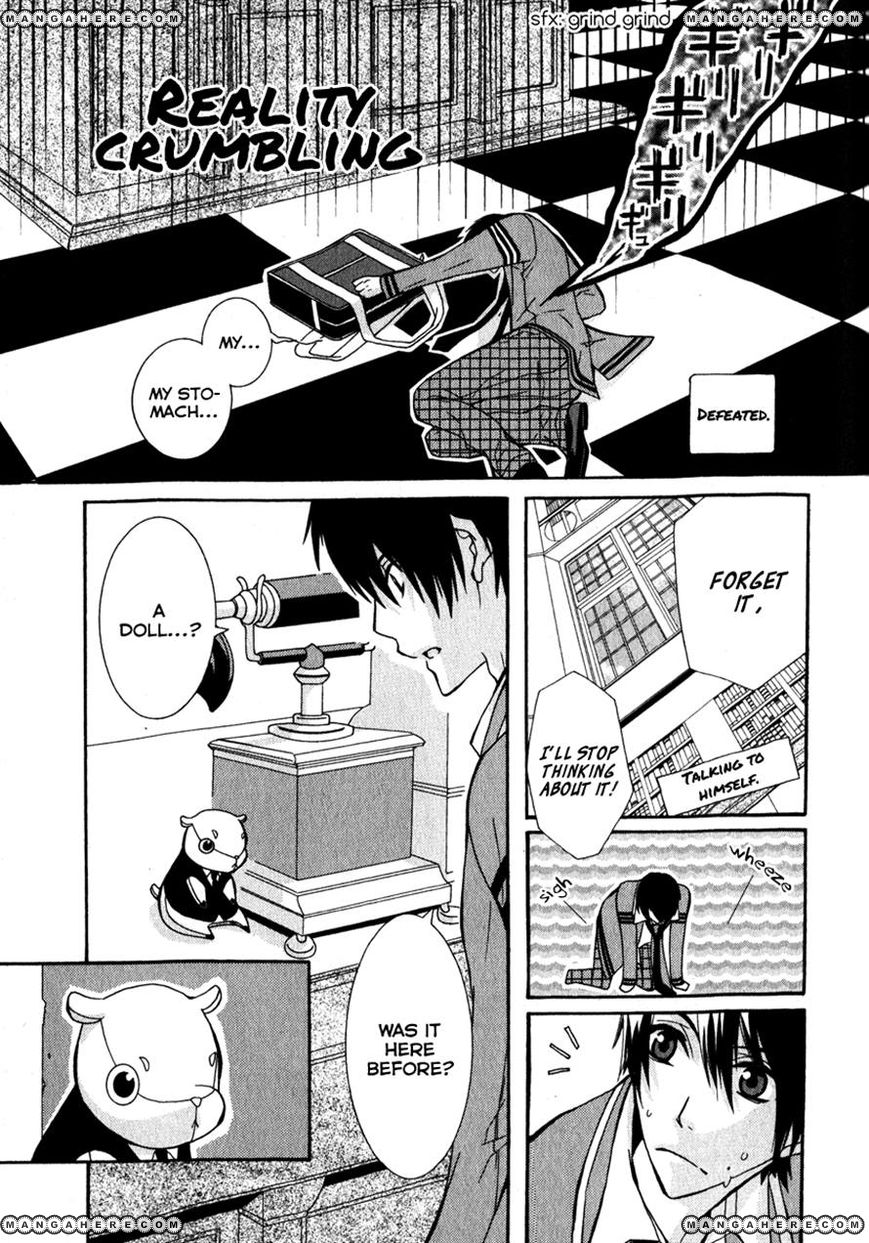 MANGAHERE.COM
MANGAHERE.COM
sfx: grind grind
ギリ
ギリ
ギリ
ギリ
ギュ
REALITY
CRUMBLING
MY...
MY STO-
MACH...
DEFEATED.
FORGET
IT,
I'LL STOP
THINKING
ABOUT IT!
TALKING TO
HIMSELF.
wheeze
sigh
A
DOLL...?
WAS IT
HERE
BEFORE?
MANGAHERE.COM
MANGAHERE.COM